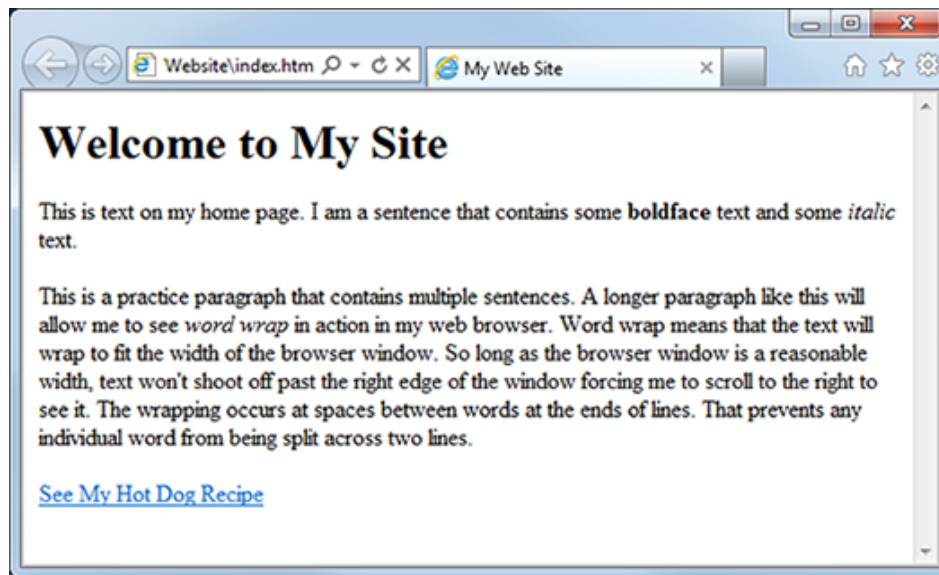 Website\index.htm
My Web Site
Welcome to My Site
This is text on my home page. I am a sentence that contains some boldface text and some italic
text.
This is a practice paragraph that contains multiple sentences. A longer paragraph like this will
allow me to see word wrap in action in my web browser. Word wrap means that the text will
wrap to fit the width of the browser window. So long as the browser window is a reasonable
width, text won't shoot off past the right edge of the window forcing me to scroll to the right to
see it. The wrapping occurs at spaces between words at the ends of lines. That prevents any
individual word from being split across two lines.
See My Hot Dog Recipe